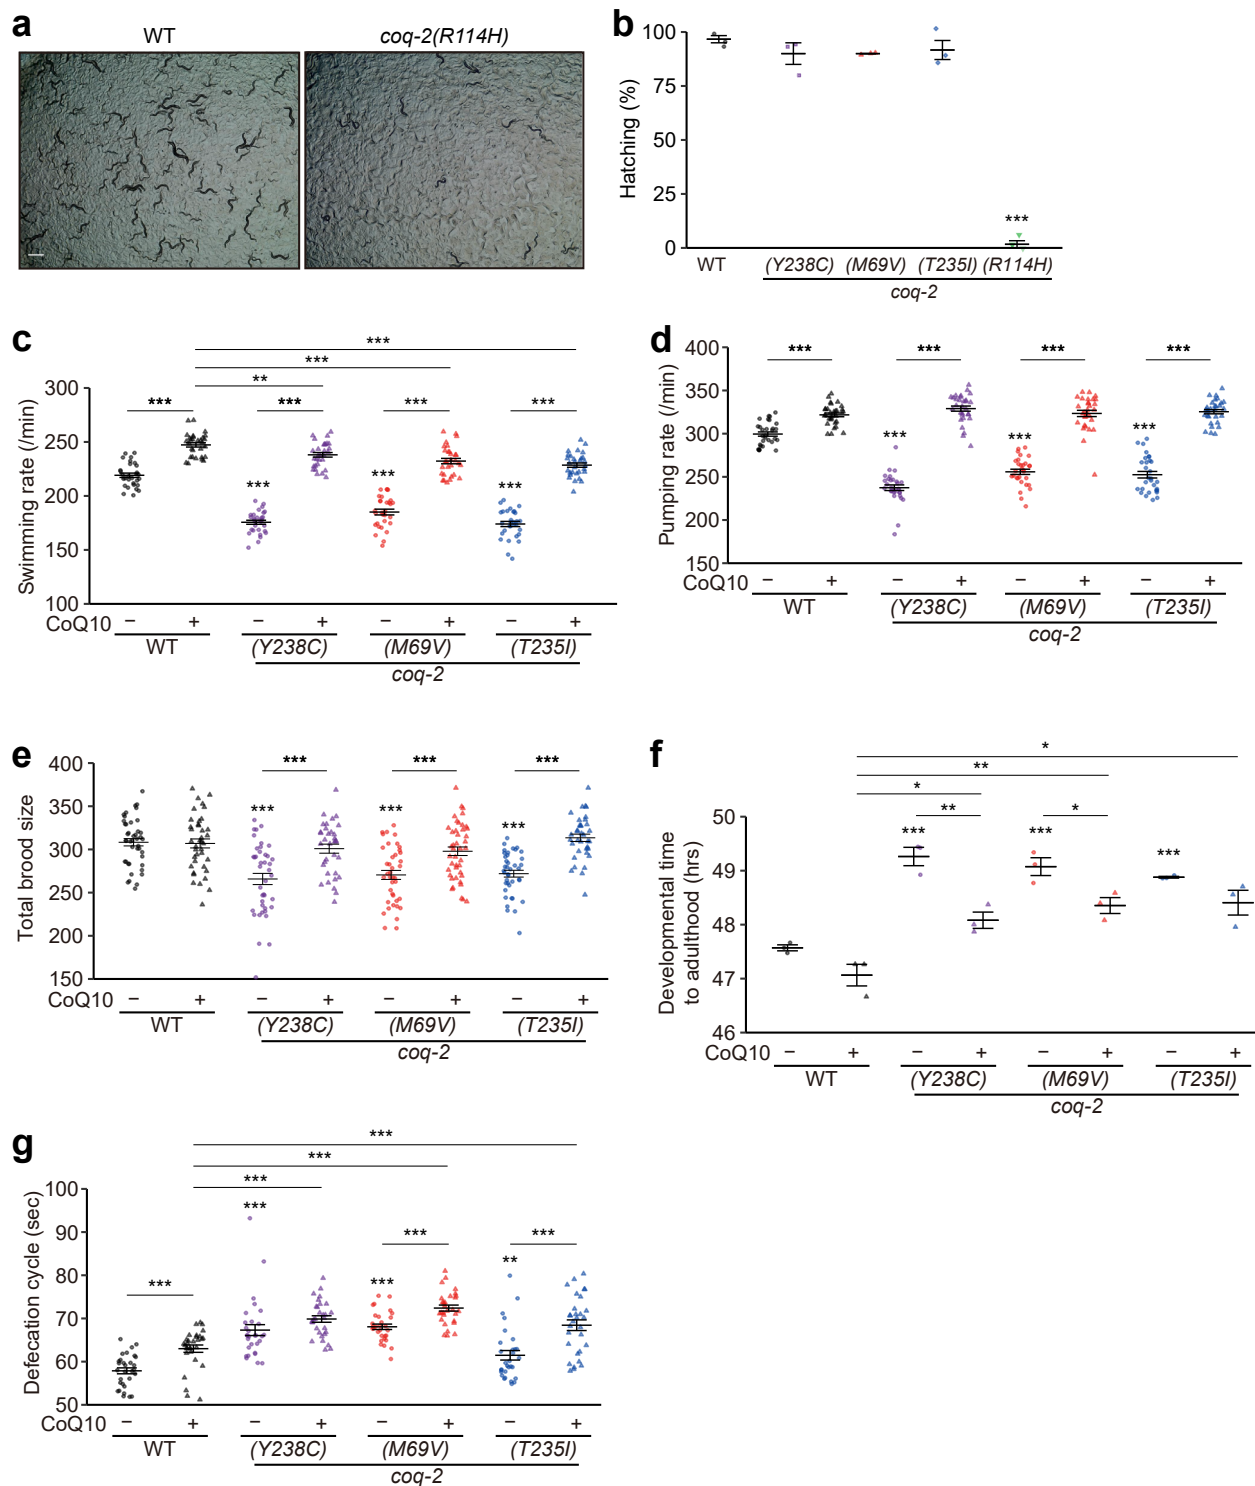 a
WT
coq-2(R114H)
b
Hatching (%)
100
75
50
25
0
***
WT
(Y238C)
(M69V)
(T235I)
(R114H)
coq-2
c
Swimming rate (/min)
300
250
200
150
100
***
***
**
***
***
***
***
***
***
***
CoQ10
− + − + − + − +
WT
(Y238C)
(M69V)
(T235I)
coq-2
d
Pumping rate (/min)
400
350
300
250
200
150
***
***
***
***
***
***
***
CoQ10
− + − + − + − +
WT
(Y238C)
(M69V)
(T235I)
coq-2
e
Total brood size
400
350
300
250
200
150
***
***
***
***
***
***
CoQ10
− + − + − + − +
WT
(Y238C)
(M69V)
(T235I)
coq-2
f
Developmental time
to adulthood (hrs)
50
49
48
47
46
*
**
*
**
*
***
***
***
CoQ10
− + − + − + − +
WT
(Y238C)
(M69V)
(T235I)
coq-2
g
Defecation cycle (sec)
100
90
80
70
60
50
***
***
***
***
***
***
***
***
**
CoQ10
− + − + − + − +
WT
(Y238C)
(M69V)
(T235I)
coq-2